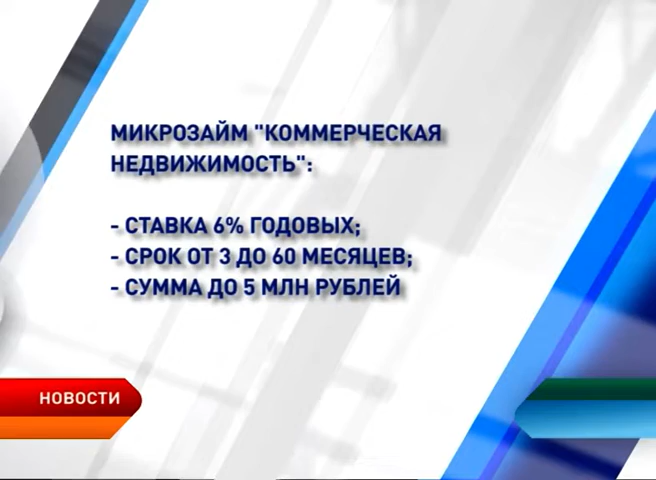 МИКРОЗАЙМ "КОММЕРЧЕСКАЯ
НЕДВИЖИМОСТЬ":
- СТАВКА 6% ГОДОВЫХ;
- СРОК ОТ 3 ДО 60 МЕСЯЦЕВ;
- СУММА ДО 5 МЛН РУБЛЕЙ
НОВОСТИ